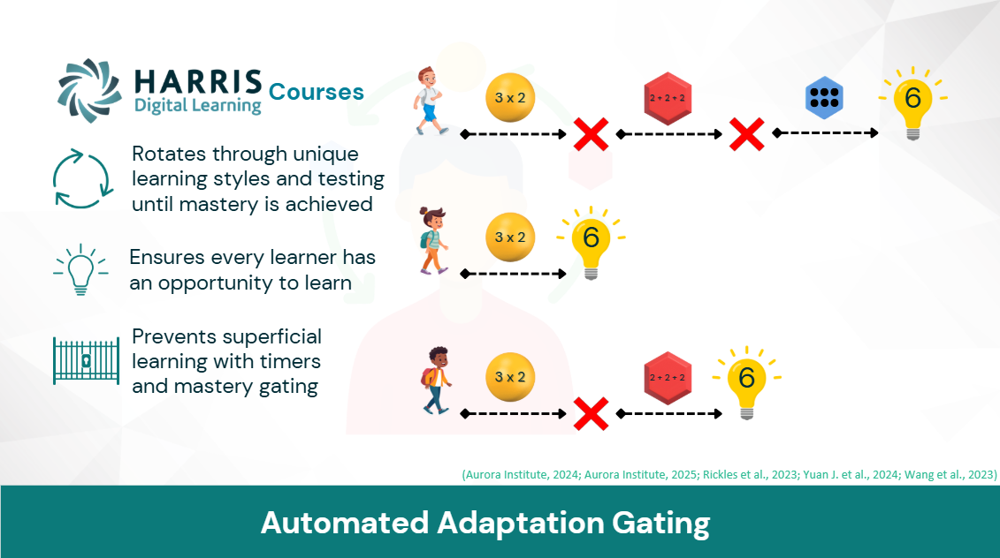 HARRIS
Digital Learning
Courses
Rotates through unique
learning styles and testing
until mastery is achieved
Ensures every learner has
an opportunity to learn
Prevents superficial
learning with timers
and mastery gating
3 x 2
2 + 2 + 2
6
3 x 2
6
3 x 2
2 + 2 + 2
6
(Aurora Institute, 2024; Aurora Institute, 2025; Rickles et al., 2023; Yuan J. et al., 2024; Wang et al., 2023)
Automated Adaptation Gating